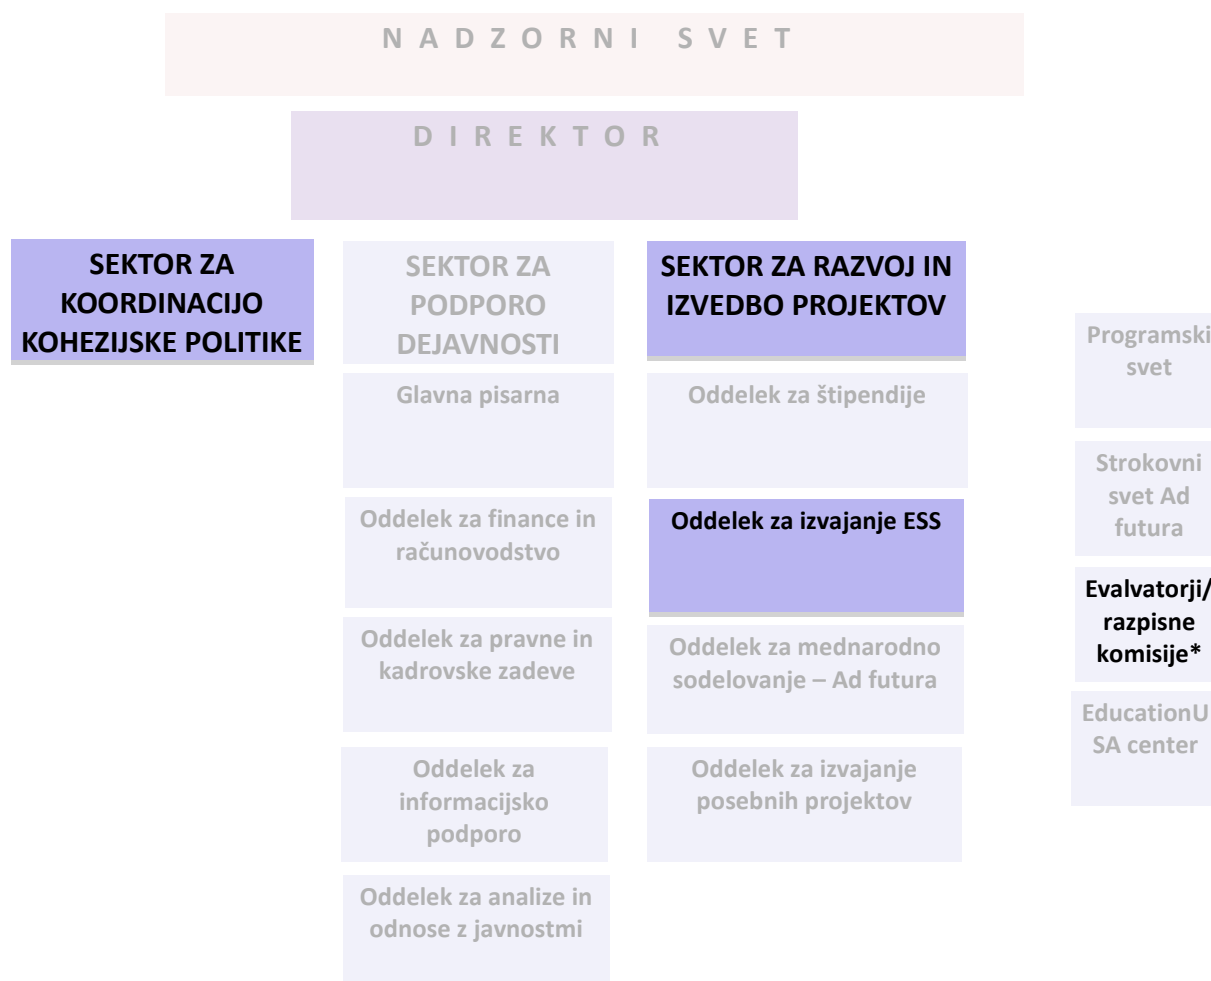 NADZORNI SVET
DIREKTOR
SEKTOR ZA
KOORDINACIJO
KOHEZIJSKE POLITIKE
SEKTOR ZA
PODPORO
DEJAVNOSTI
Glavna pisarna
Oddelek za finance in
računovodstvo
Oddelek za pravne in
kadrovske zadeve
Oddelek za
informacijsko
podporo
Oddelek za analize in
odnose z javnostmi
SEKTOR ZA RAZVOJ IN
IZVEDBO PROJEKTOV
Oddelek za štipendije
Oddelek za izvajanje ESS
Oddelek za mednarodno
sodelovanje – Ad futura
Oddelek za izvajanje
posebnih projektov
Programski
svet
Strokovni
svet Ad
futura
Evalvatorji/
razpisne
komisije*
EducationU
SA center